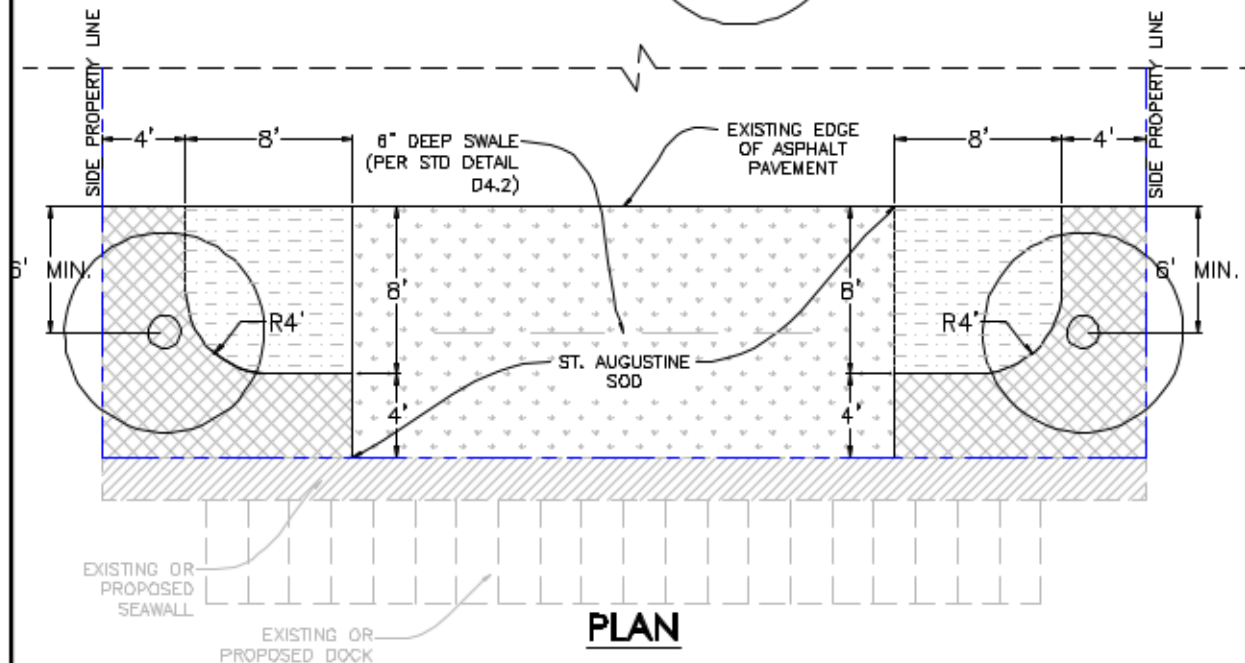 SIDE PROPERTY LINE
SIDE PROPERTY LINE
4'
8'
6" DEEP SWALE
(PER STD DETAIL
D4.2')
EXISTING EDGE
OF ASPHALT
PAVEMENT
8'
4'
6' MIN.
R4'
8'
8'
R4'
6' MIN.
ST. AUGUSTINE
SOD
4'
4'
EXISTING OR
PROPOSED
SEAWALL
EXISTING OR
PROPOSED DOCK
PLAN